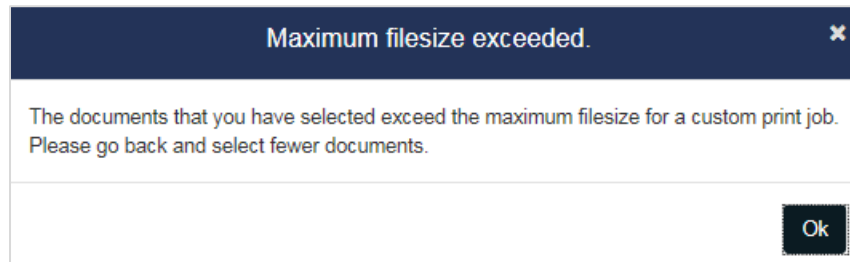 Maximum filesize exceeded.
The documents that you have selected exceed the maximum filesize for a custom print job.
Please go back and select fewer documents.
Ok